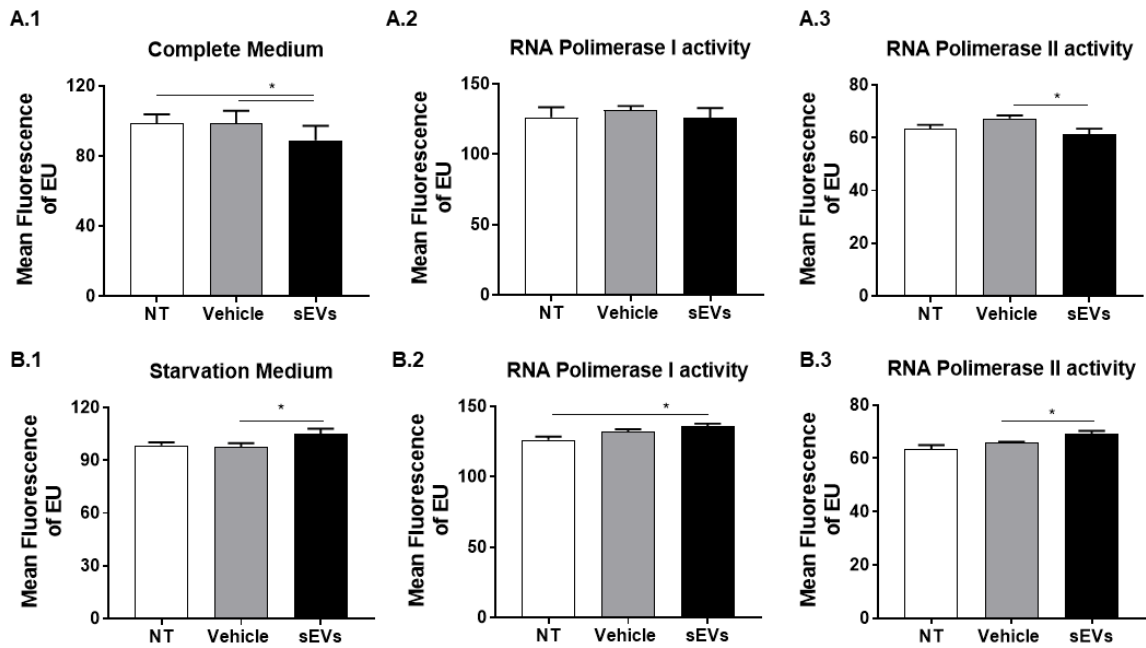 A.1
Complete Medium
Mean Fluorescence
of EU
120
80
40
0
*
NT Vehicle sEVs
A.2
RNA Polimerase I activity
Mean Fluorescence
of EU
150
100
50
0
NT Vehicle sEVs
A.3
RNA Polimerase II activity
Mean Fluorescence
of EU
80
60
40
20
0
*
NT Vehicle sEVs
B.1
Starvation Medium
Mean Fluorescence
of EU
120
90
60
30
0
*
NT Vehicle sEVs
B.2
RNA Polimerase I activity
Mean Fluorescence
of EU
150
100
50
0
*
NT Vehicle sEVs
B.3
RNA Polimerase II activity
Mean Fluorescence
of EU
80
60
40
20
0
*
NT Vehicle sEVs